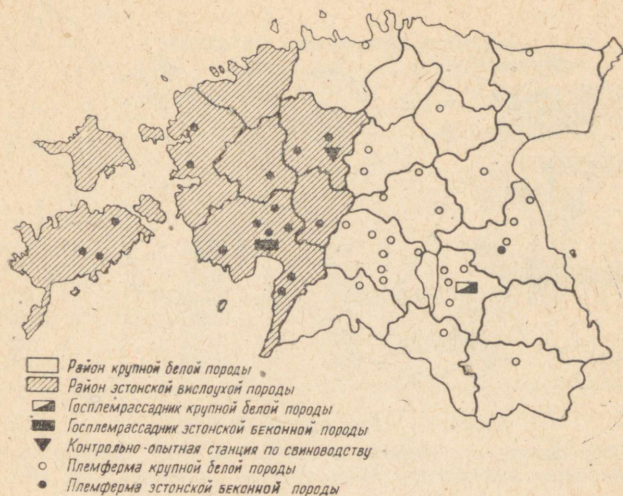 Район крупной белой породы
Район эстонской вислоухой породы
Госплемрассадник крупной белой породы
Госплемрассадник эстонской беконной породы
Контрольно-опытная станция по свиноводству
Племферма крупной белой породы
Племферма эстонской беконной породы